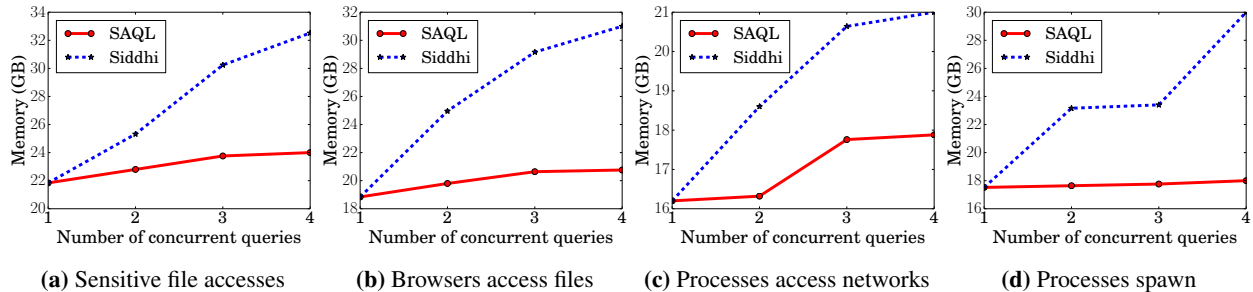 Memory (GB)
34
32
30
28
26
24
22
20
1
2
3
4
SAQL
Siddhi
Number of concurrent queries
(a) Sensitive file accesses
Memory (GB)
32
30
28
26
24
22
20
18
1
2
3
4
SAQL
Siddhi
Number of concurrent queries
(b) Browsers access files
Memory (GB)
21
20
19
18
17
16
1
2
3
4
SAQL
Siddhi
Number of concurrent queries
(c) Processes access networks
Memory (GB)
30
28
26
24
22
20
18
16
1
2
3
4
SAQL
Siddhi
Number of concurrent queries
(d) Processes spawn